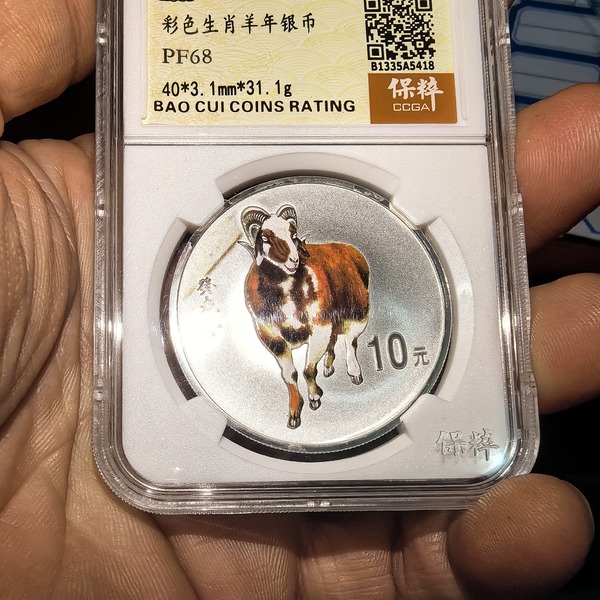 彩色生肖羊年银币
PF68
40*3.1mm*31.1g
BAO CUI COINS RATING
B1335A5418
保粹
CCGA
10元
保粹